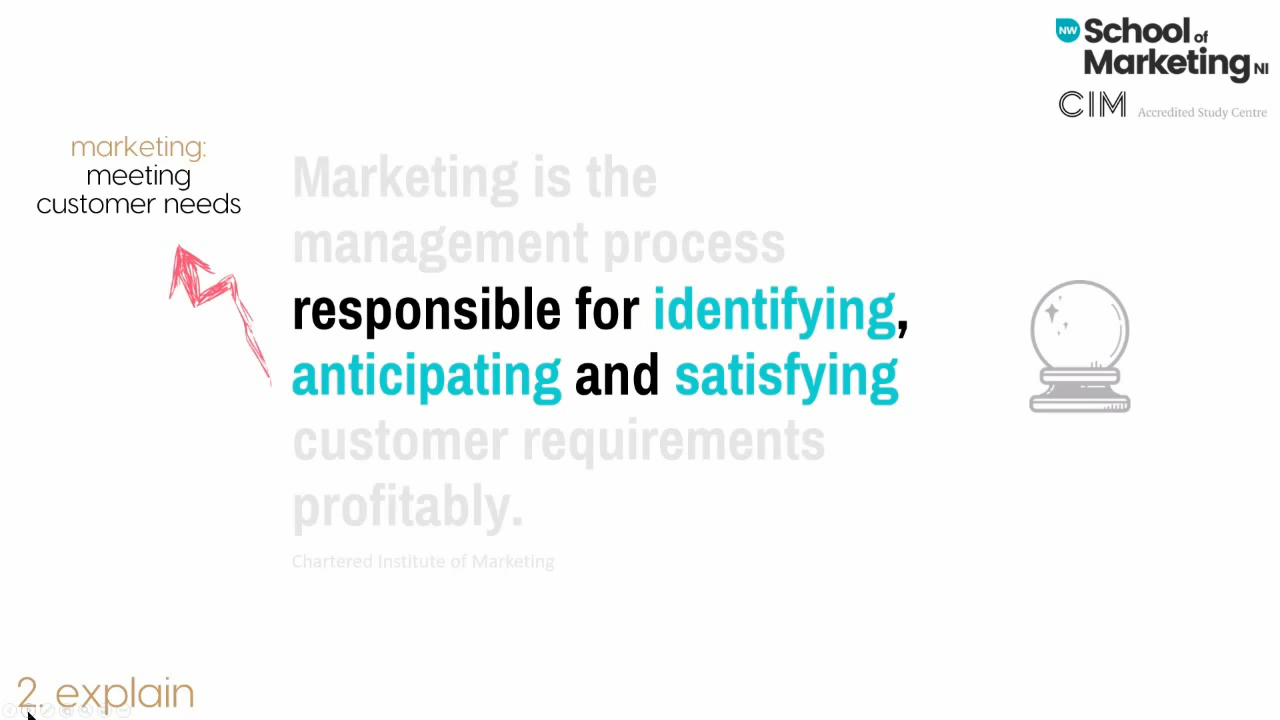 NW School of
Marketing NI
CIM Accredited Study Centre
marketing:
meeting
customer needs
Marketing is the
management process
responsible for identifying,
anticipating and satisfying
customer requirements
profitably.
Chartered Institute of Marketing
2. explain